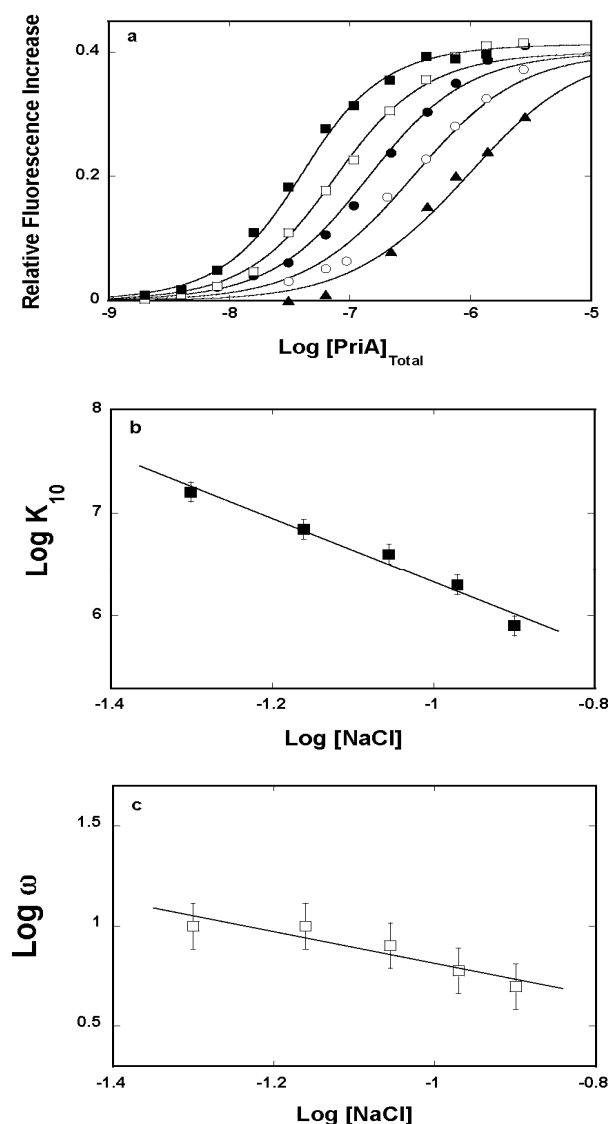 a
Relative Fluorescence Increase
0.4
0.2
0
-9
-8
-7
-6
-5
Log [PriA]Total
b
Log K10
8
7
6
-1.4
-1.2
-1
-0.8
Log [NaCl]
c
Log ω
1.5
1
0.5
-1.4
-1.2
-1
-0.8
Log [NaCl]